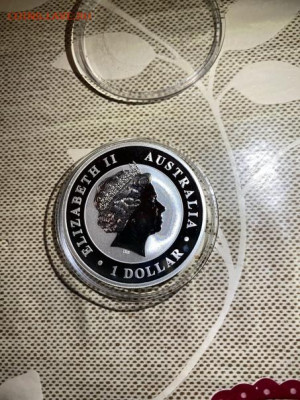 ELIZABETH II AUSTRALIA
1 DOLLAR